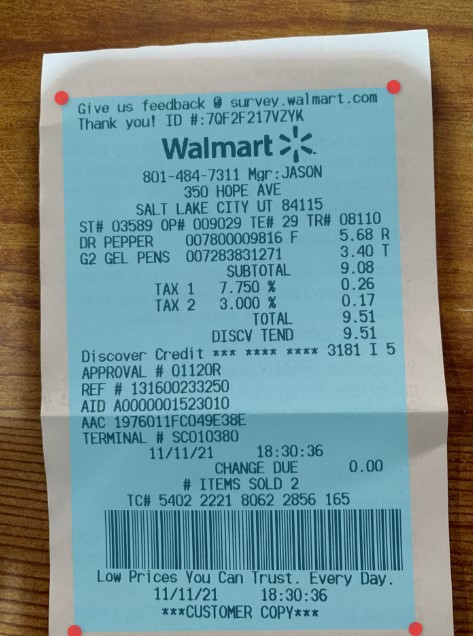 Give us feedback @ survey.walmart.com
Thank you! ID #:7QF2F217VZYK
Walmart
801-484-7311 Mgr:JASON
350 HOPE AVE
SALT LAKE CITY UT 84115
ST# 03589 OP# 009029 TE# 29 TR# 08110
DR PEPPER 007800009816 F 5.68 R
G2 GEL PENS 007283831271 3.40 T
SUBTOTAL 9.08
TAX 1 7.750 % 0.26
TAX 2 3.000 % 0.17
TOTAL 9.51
DISCV TEND 9.51
Discover Credit *** **** **** 3181 I 5
APPROVAL # 01120R
REF # 131600233250
AID A0000001523010
AAC 1976011FC049E38E
TERMINAL # SC010380
11/11/21 18:30:36
CHANGE DUE 0.00
# ITEMS SOLD 2
TC# 5402 2221 8062 2856 165
Low Prices You Can Trust. Every Day.
11/11/21 18:30:36
***CUSTOMER COPY***